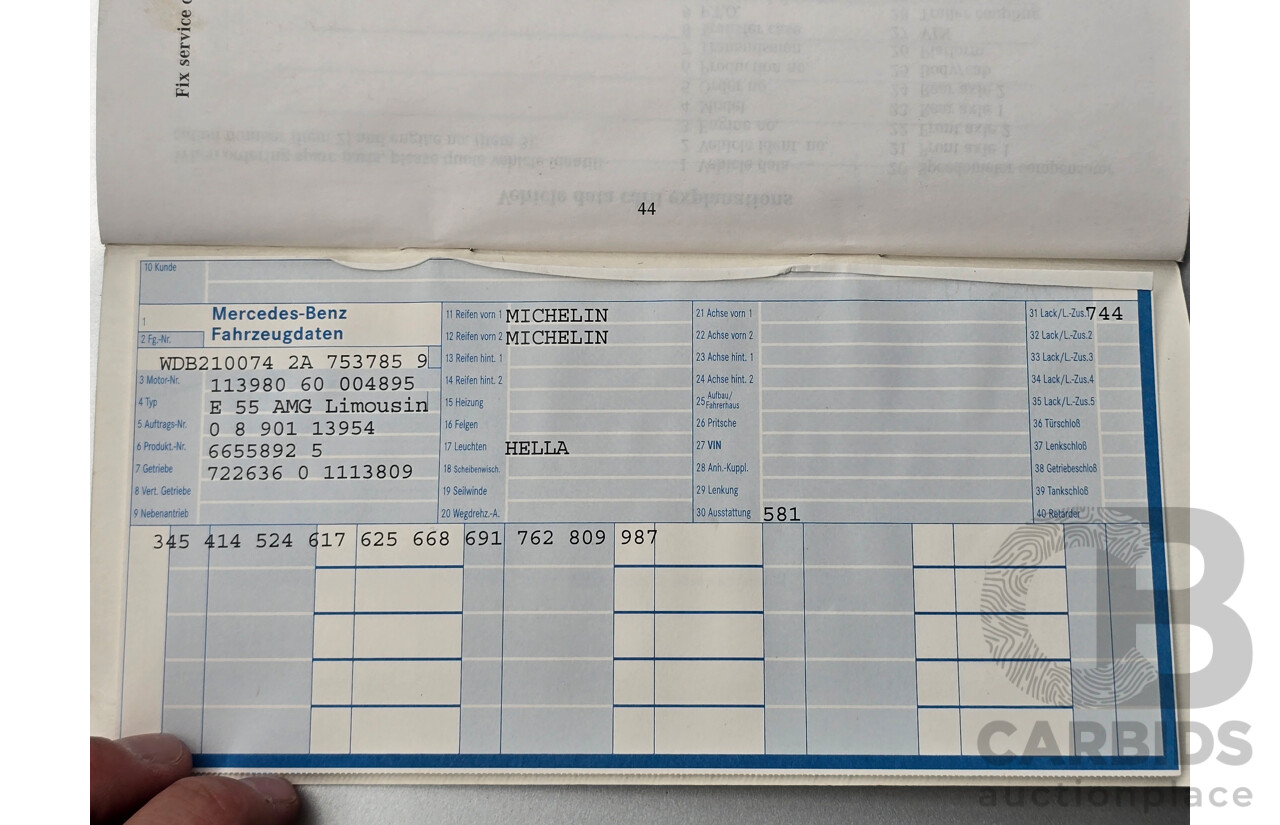 Fix service
44
10 Kunde
1
Mercedes-Benz
Fahrzeugdaten
2 Fg.-Nr.
WDB210074 2A 753785 9
3 Motor-Nr. 113980 60 004895
4 Typ E 55 AMG Limousin
5 Auftrags-Nr. 0 8 901 13954
6 Produkt.-Nr. 6655892 5
7 Getriebe 722636 0 1113809
8 Vert. Getriebe
9 Nebenantrieb
11 Reifen vorn 1 MICHELIN
12 Reifen vorn 2 MICHELIN
13 Reifen hint. 1
14 Reifen hint. 2
15 Heizung
16 Felgen
17 Leuchten HELLA
18 Scheibenwisch.
19 Seilwinde
20 Wegdrehz.-A.
21 Achse vorn 1
22 Achse vorn 2
23 Achse hint. 1
24 Achse hint. 2
25 Aufbau/
Fahrerhaus
26 Pritsche
27 VIN
28 Anh.-Kuppl.
29 Lenkung
30 Ausstattung 581
31 Lack/L.-Zus. 744
32 Lack/L.-Zus.2
33 Lack/L.-Zus.3
34 Lack/L.-Zus.4
35 Lack/L.-Zus.5
36 Türschloß
37 Lenkschloß
38 Getriebeschloß
39 Tankschloß
40 Retarder
345 414 524 617 625 668 691 762 809 987
CARBIDS
auctionplace